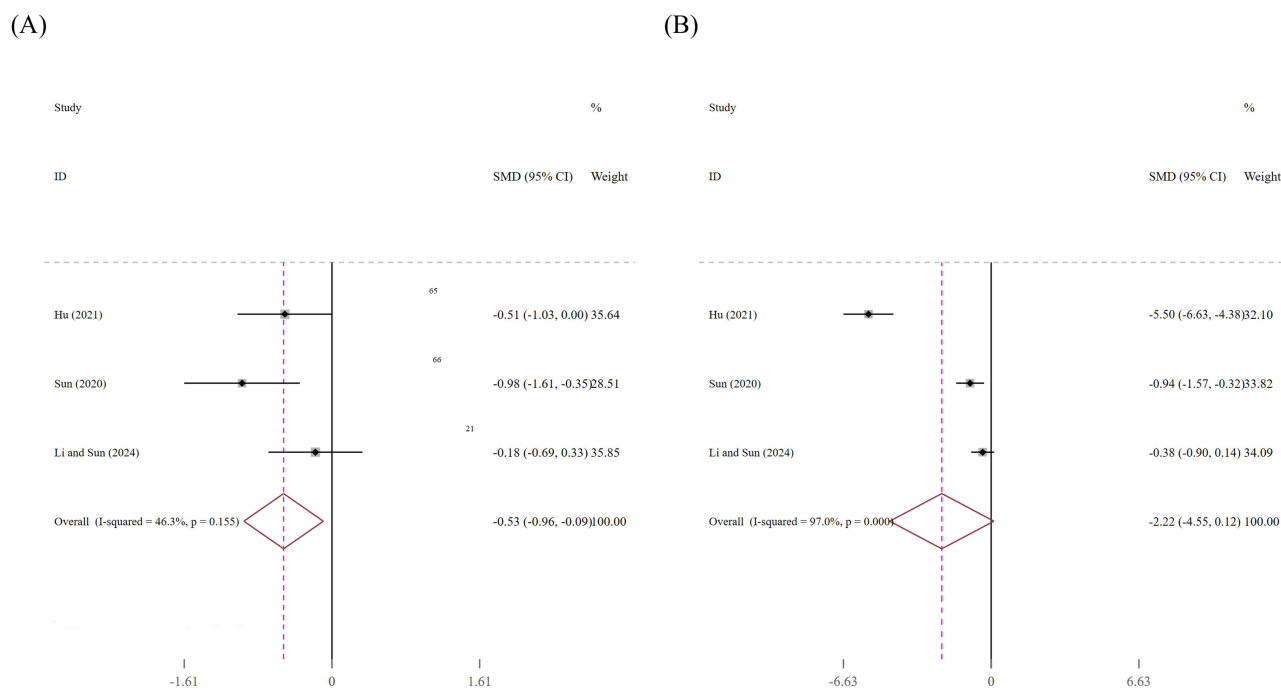 (A)
Study %
ID SMD (95% CI) Weight
65
Hu (2021) -0.51 (-1.03, 0.00) 35.64
66
Sun (2020) -0.98 (-1.61, -0.35) 28.51
21
Li and Sun (2024) -0.18 (-0.69, 0.33) 35.85
Overall (I-squared = 46.3%, p = 0.155) -0.53 (-0.96, -0.09) 100.00
-1.61 0 1.61
(B)
Study %
ID SMD (95% CI) Weight
Hu (2021) -5.50 (-6.63, -4.38) 32.10
Sun (2020) -0.94 (-1.57, -0.32) 33.82
Li and Sun (2024) -0.38 (-0.90, 0.14) 34.09
Overall (I-squared = 97.0%, p = 0.000) -2.22 (-4.55, 0.12) 100.00
-6.63 0 6.63